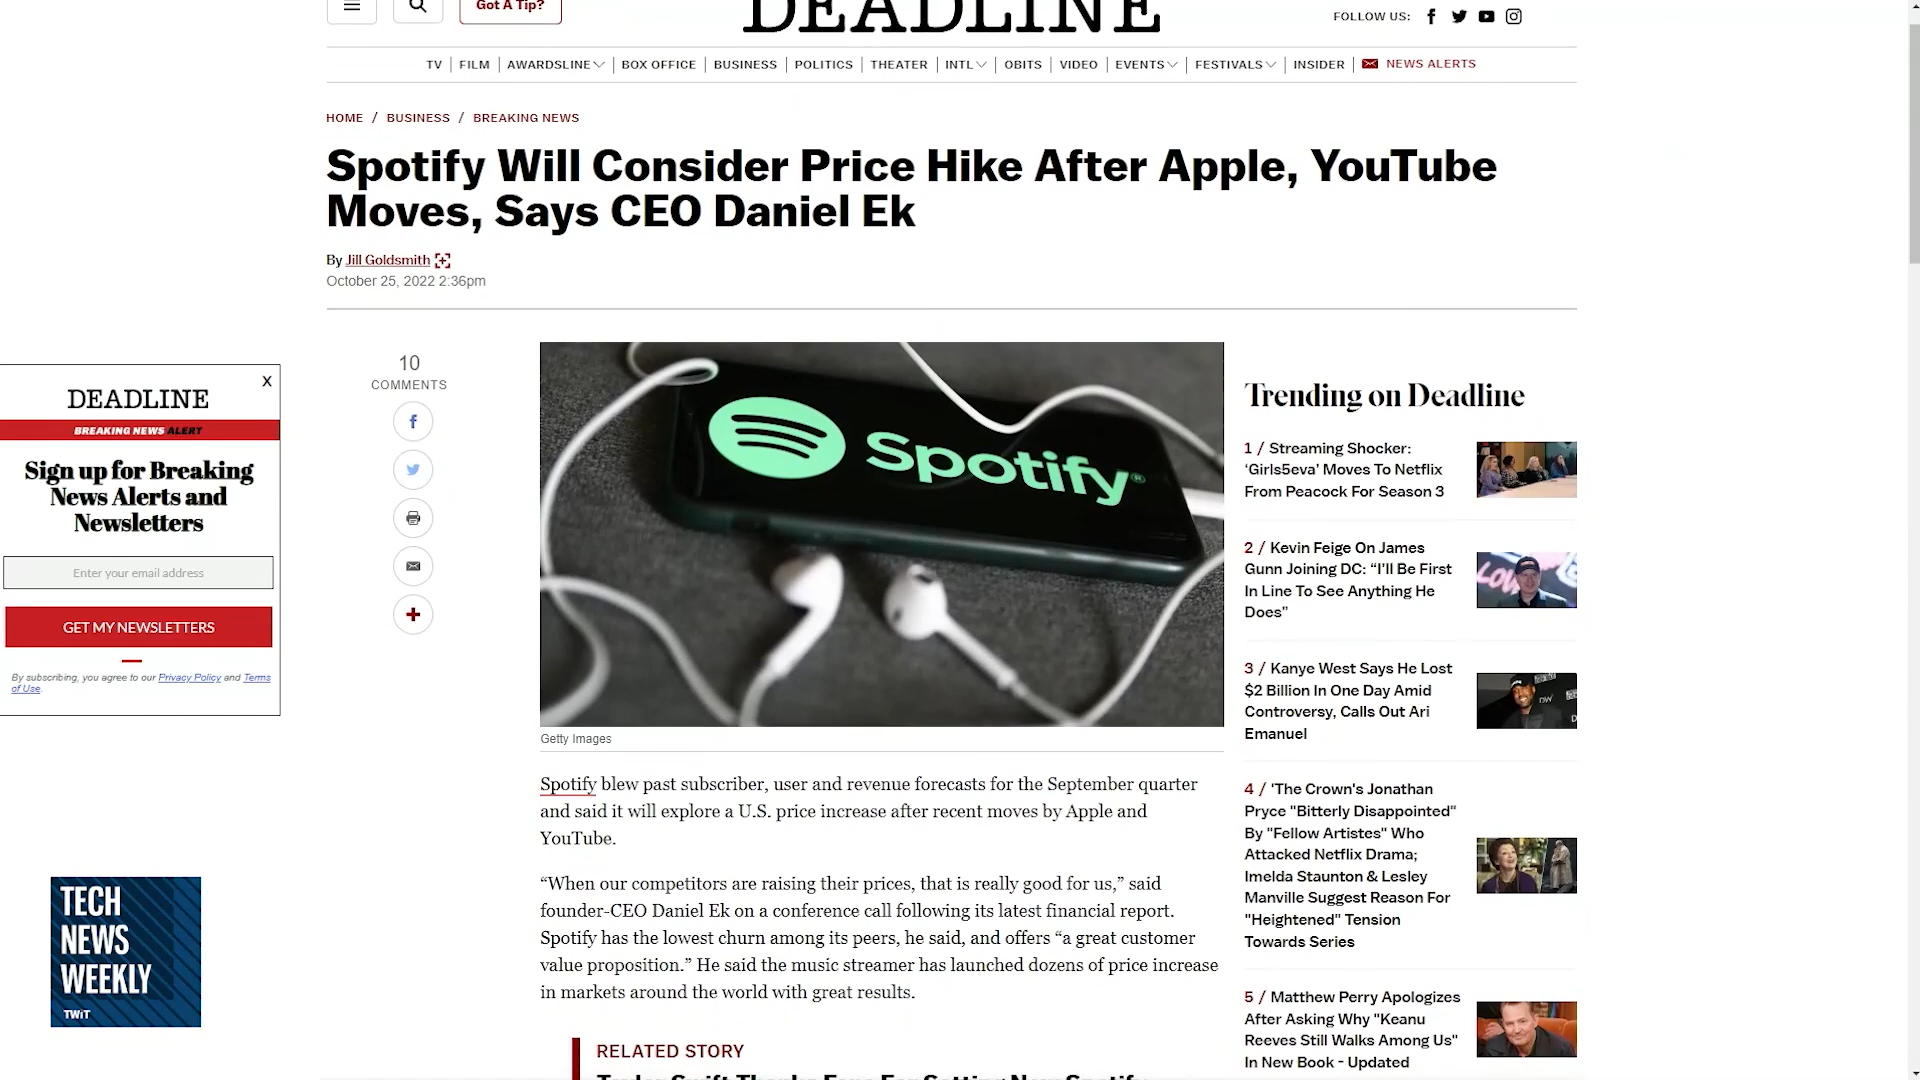 Got A Tip?
DEADLINE
FOLLOW US:
TV
FILM
AWARDSLINE
BOX OFFICE
BUSINESS
POLITICS
THEATER
INTL
OBITS
VIDEO
EVENTS
FESTIVALS
INSIDER
NEWS ALERTS
HOME / BUSINESS / BREAKING NEWS
Spotify Will Consider Price Hike After Apple, YouTube
Moves, Says CEO Daniel Ek
By Jill Goldsmith
October 25, 2022 2:36pm
10
COMMENTS
X
DEADLINE
BREAKING NEWS ALERT
Sign up for Breaking
News Alerts and
Newsletters
Enter your email address
GET MY NEWSLETTERS
By subscribing, you agree to our Privacy Policy and Terms
of Use.
Spotify
Getty Images
Spotify blew past subscriber, user and revenue forecasts for the September quarter
and said it will explore a U.S. price increase after recent moves by Apple and
YouTube.
“When our competitors are raising their prices, that is really good for us,” said
founder-CEO Daniel Ek on a conference call following its latest financial report.
Spotify has the lowest churn among its peers, he said, and offers “a great customer
value proposition.” He said the music streamer has launched dozens of price increase
in markets around the world with great results.
RELATED STORY
Taylor Swift Thanks Fans For Setting New Spotify
Trending on Deadline
1 / Streaming Shocker:
‘Girls5eva’ Moves To Netflix
From Peacock For Season 3
2 / Kevin Feige On James
Gunn Joining DC: “I’ll Be First
In Line To See Anything He
Does”
3 / Kanye West Says He Lost
$2 Billion In One Day Amid
Controversy, Calls Out Ari
Emanuel
4 / 'The Crown's Jonathan
Pryce "Bitterly Disappointed"
By "Fellow Artistes" Who
Attacked Netflix Drama;
Imelda Staunton & Lesley
Manville Suggest Reason For
"Heightened" Tension
Towards Series
5 / Matthew Perry Apologizes
After Asking Why "Keanu
Reeves Still Walks Among Us"
In New Book - Updated
TECH
NEWS
WEEKLY
TWiT